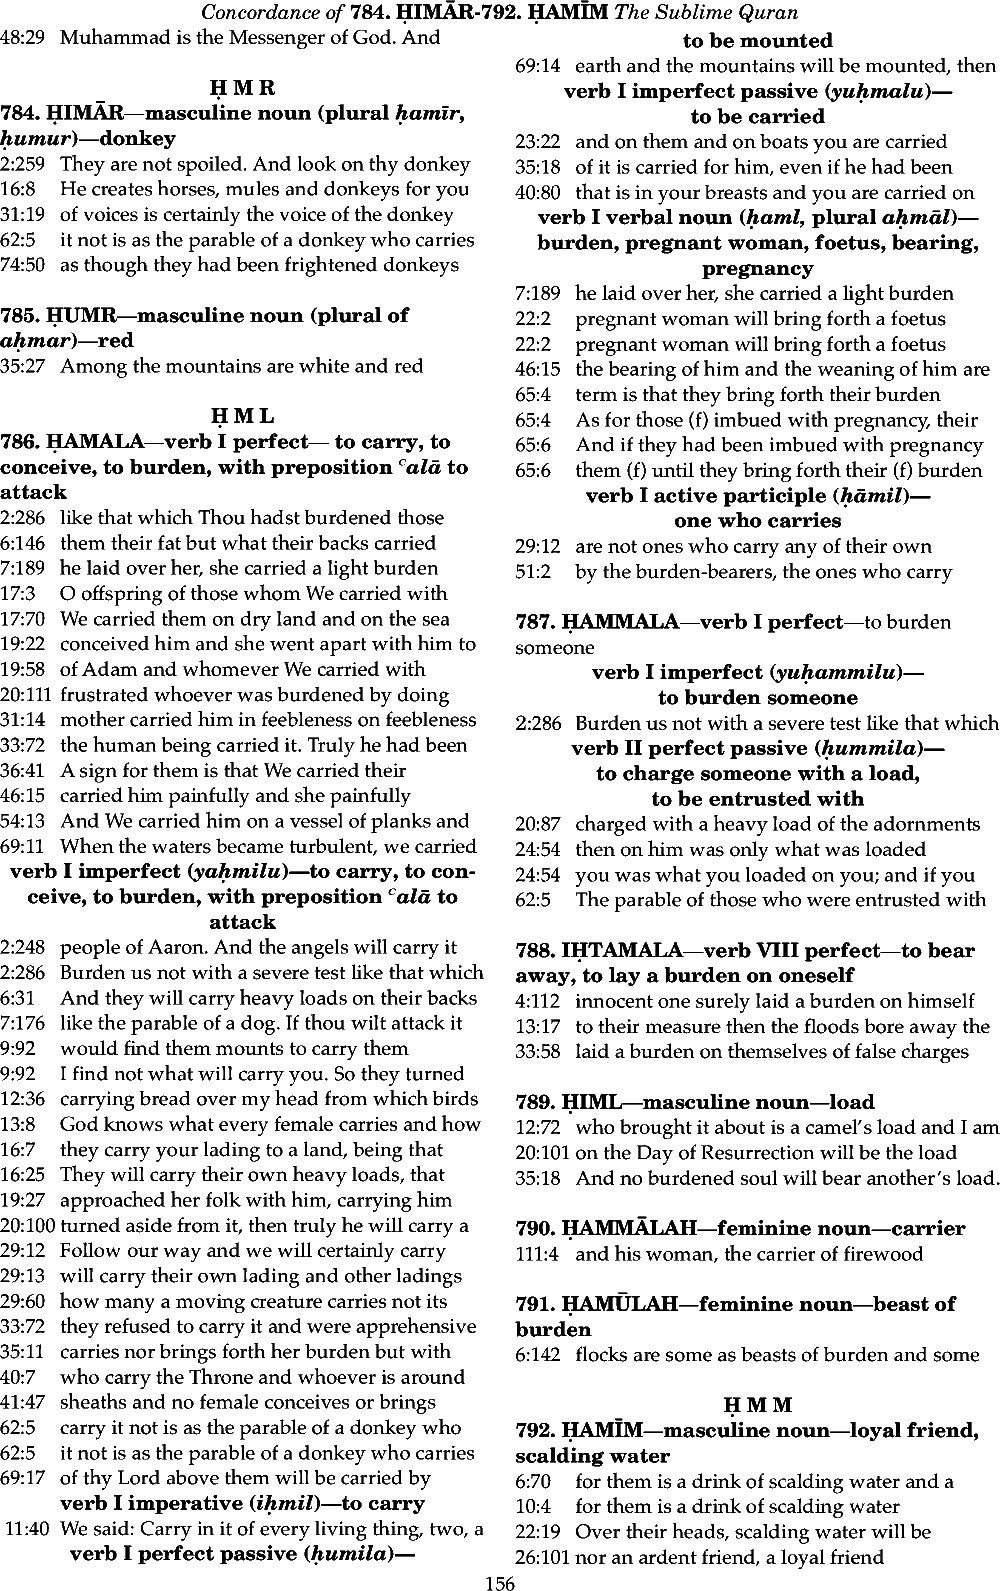 Concordance of 784. ḤIMĀR-792. ḤAMĪM The Sublime Quran
48:29 Muhammad is the Messenger of God. And
Ḥ M R
784. ḤIMĀR—masculine noun (plural ḥamīr,
ḥumur)—donkey
2:259 They are not spoiled. And look on thy donkey
16:8 He creates horses, mules and donkeys for you
31:19 of voices is certainly the voice of the donkey
62:5 it not is as the parable of a donkey who carries
74:50 as though they had been frightened donkeys
785. ḤUMR—masculine noun (plural of
aḥmar)—red
35:27 Among the mountains are white and red
Ḥ M L
786. ḤAMALA—verb I perfect— to carry, to
conceive, to burden, with preposition ᶜalā to
attack
2:286 like that which Thou hadst burdened those
6:146 them their fat but what their backs carried
7:189 he laid over her, she carried a light burden
17:3 O offspring of those whom We carried with
17:70 We carried them on dry land and on the sea
19:22 conceived him and she went apart with him to
19:58 of Adam and whomever We carried with
20:111 frustrated whoever was burdened by doing
31:14 mother carried him in feebleness on feebleness
33:72 the human being carried it. Truly he had been
36:41 A sign for them is that We carried their
46:15 carried him painfully and she painfully
54:13 And We carried him on a vessel of planks and
69:11 When the waters became turbulent, we carried
verb I imperfect (yaḥmilu)—to carry, to con-
ceive, to burden, with preposition ᶜalā to
attack
2:248 people of Aaron. And the angels will carry it
2:286 Burden us not with a severe test like that which
6:31 And they will carry heavy loads on their backs
7:176 like the parable of a dog. If thou wilt attack it
9:92 would find them mounts to carry them
9:92 I find not what will carry you. So they turned
12:36 carrying bread over my head from which birds
13:8 God knows what every female carries and how
16:7 they carry your lading to a land, being that
16:25 They will carry their own heavy loads, that
19:27 approached her folk with him, carrying him
20:100 turned aside from it, then truly he will carry a
29:12 Follow our way and we will certainly carry
29:13 will carry their own lading and other ladings
29:60 how many a moving creature carries not its
33:72 they refused to carry it and were apprehensive
35:11 carries nor brings forth her burden but with
40:7 who carry the Throne and whoever is around
41:47 sheaths and no female conceives or brings
62:5 carry it not is as the parable of a donkey who
62:5 it not is as the parable of a donkey who carries
69:17 of thy Lord above them will be carried by
verb I imperative (iḥmil)—to carry
11:40 We said: Carry in it of every living thing, two, a
verb I perfect passive (ḥumila)—
to be mounted
69:14 earth and the mountains will be mounted, then
verb I imperfect passive (yuḥmalu)—
to be carried
23:22 and on them and on boats you are carried
35:18 of it is carried for him, even if he had been
40:80 that is in your breasts and you are carried on
verb I verbal noun (ḥaml, plural aḥmāl)—
burden, pregnant woman, foetus, bearing,
pregnancy
7:189 he laid over her, she carried a light burden
22:2 pregnant woman will bring forth a foetus
22:2 pregnant woman will bring forth a foetus
46:15 the bearing of him and the weaning of him are
65:4 term is that they bring forth their burden
65:4 As for those (f) imbued with pregnancy, their
65:6 And if they had been imbued with pregnancy
65:6 them (f) until they bring forth their (f) burden
verb I active participle (ḥāmil)—
one who carries
29:12 are not ones who carry any of their own
51:2 by the burden-bearers, the ones who carry
787. ḤAMMALA—verb I perfect—to burden
someone
verb I imperfect (yuḥammilu)—
to burden someone
2:286 Burden us not with a severe test like that which
verb II perfect passive (ḥummila)—
to charge someone with a load,
to be entrusted with
20:87 charged with a heavy load of the adornments
24:54 then on him was only what was loaded
24:54 you was what you loaded on you; and if you
62:5 The parable of those who were entrusted with
788. IḤTAMALA—verb VIII perfect—to bear
away, to lay a burden on oneself
4:112 innocent one surely laid a burden on himself
13:17 to their measure then the floods bore away the
33:58 laid a burden on themselves of false charges
789. ḤIML—masculine noun—load
12:72 who brought it about is a camel's load and I am
20:101 on the Day of Resurrection will be the load
35:18 And no burdened soul will bear another's load.
790. ḤAMMĀLAH—feminine noun—carrier
111:4 and his woman, the carrier of firewood
791. ḤAMŪLAH—feminine noun—beast of
burden
6:142 flocks are some as beasts of burden and some
Ḥ M M
792. ḤAMĪM—masculine noun—loyal friend,
scalding water
6:70 for them is a drink of scalding water and a
10:4 for them is a drink of scalding water
22:19 Over their heads, scalding water will be
26:101 nor an ardent friend, a loyal friend
156